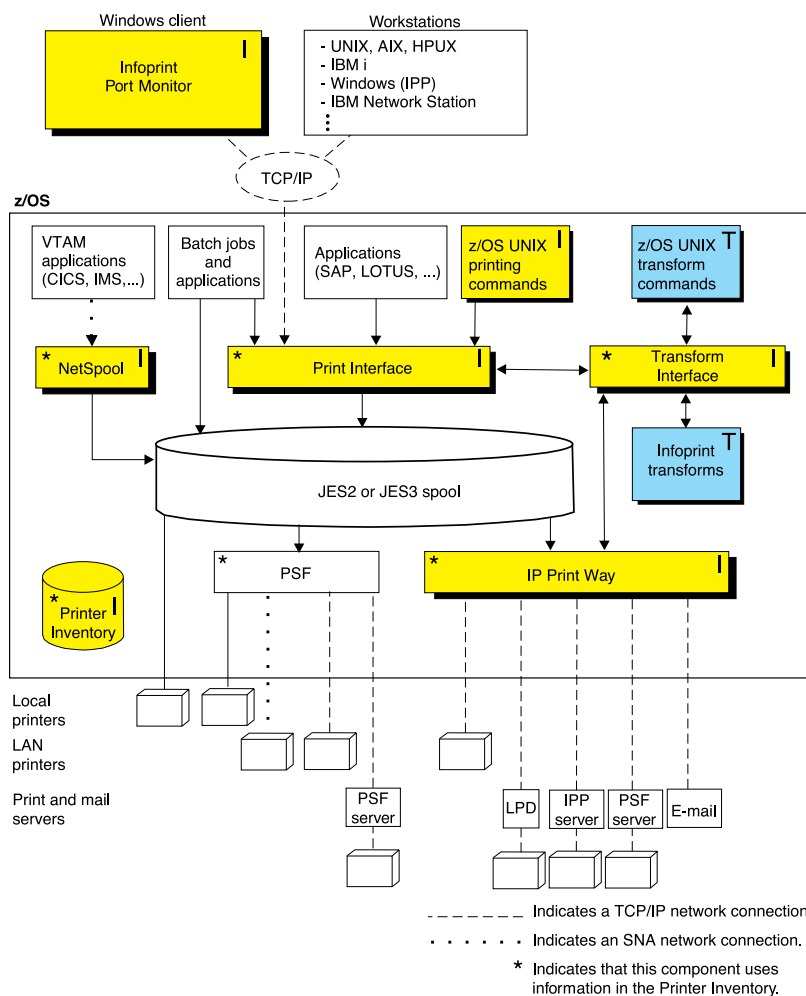 Windows client
Workstations
Infoprint
Port Monitor
I
- UNIX, AIX, HPUX
- IBM i
- Windows (IPP)
- IBM Network Station
TCP/IP
z/OS
VTAM
applications
(CICS, IMS,...)
Batch jobs
and
applications
Applications
(SAP, LOTUS, ...)
z/OS UNIX
printing
commands
I
z/OS UNIX
transform
commands
T
* NetSpool I
* Print Interface I
* Transform
Interface
I
Infoprint
transforms
T
JES2 or JES3 spool
* PSF
* IP Print Way I
* Printer
Inventory
I
Local
printers
LAN
printers
Print and mail
servers
PSF
server
LPD
IPP
server
PSF
server
E-mail
Indicates a TCP/IP network connection
Indicates an SNA network connection.
* Indicates that this component uses
information in the Printer Inventory.